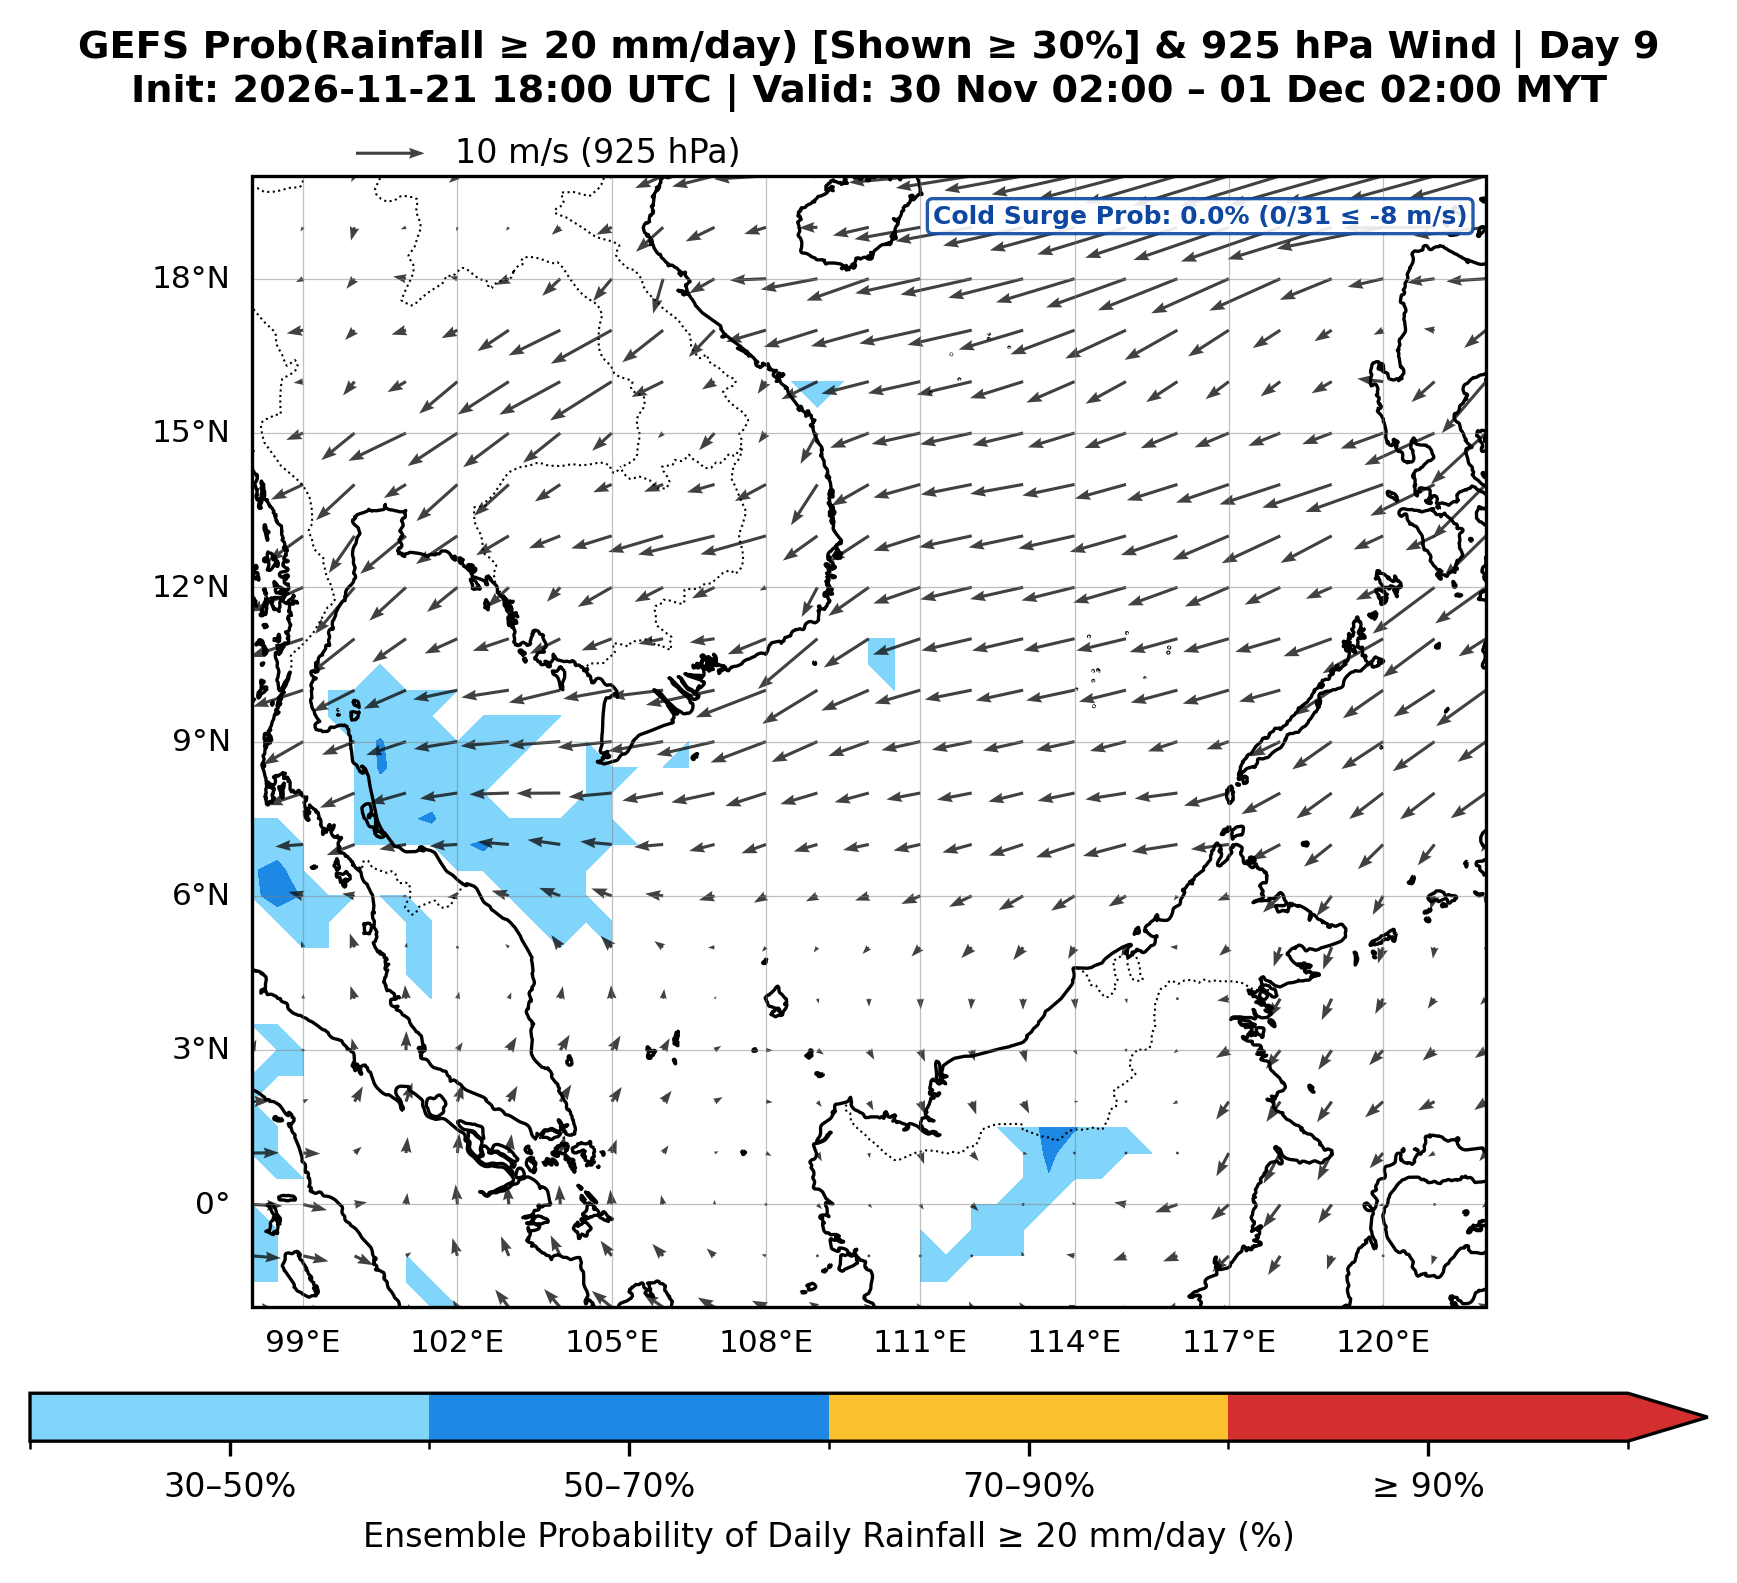 GEFS Prob(Rainfall ≥ 20 mm/day) [Shown ≥ 30%] & 925 hPa Wind | Day 9
Init: 2026-11-21 18:00 UTC | Valid: 30 Nov 02:00 – 01 Dec 02:00 MYT
10 m/s (925 hPa)
Cold Surge Prob: 0.0% (0/31 ≤ -8 m/s)
18°N
15°N
12°N
9°N
6°N
3°N
0°
99°E 102°E 105°E 108°E 111°E 114°E 117°E 120°E
30–50% 50–70% 70–90% ≥ 90%
Ensemble Probability of Daily Rainfall ≥ 20 mm/day (%)